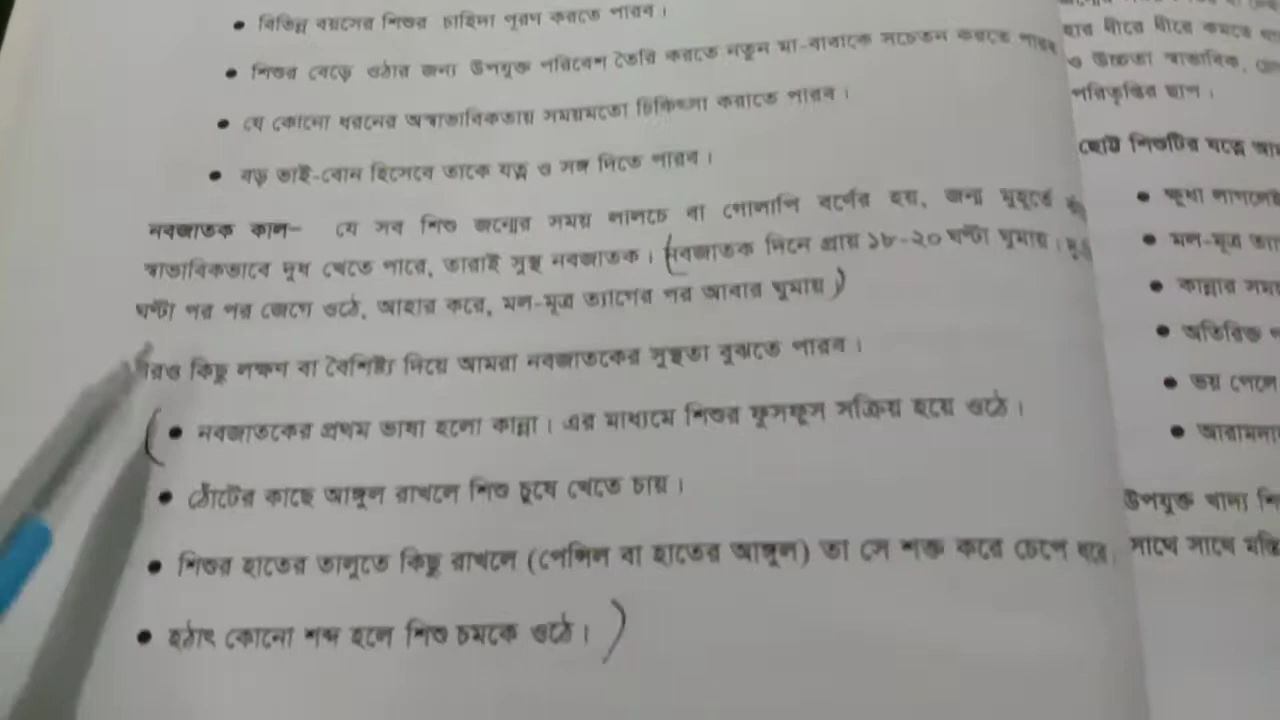 • বিভিন্ন বয়সের শিশুর চাহিদা পূরণ করতে পারব।
• শিশুর বেড়ে ওঠার জন্য উপযুক্ত পরিবেশ তৈরি করতে নতুন মা-বাবাকে সচেতন করতে পারব
• যে কোনো ধরনের অস্বাভাবিকতায় সময়মতো চিকিৎসা করাতে পারব।
• বড় ভাই-বোন হিসেবে তাকে যত্ন ও সঙ্গ দিতে পারব।
নবজাতক কাল– যে সব শিশু জন্মের সময় লালচে বা গোলাপি বর্ণের হয়, জন্ম মুহূর্তে
স্বাভাবিকভাবে দুধ খেতে পারে, তারাই সুস্থ নবজাতক। (নবজাতক দিনে প্রায় ১৮-২০ ঘণ্টা ঘুমায়।
ঘণ্টা পর পর জেগে ওঠে, আহার করে, মল-মূত্র ত্যাগের পর আবার ঘুমায়।)
কিছু লক্ষণ বা বৈশিষ্ট্য দিয়ে আমরা নবজাতকের সুস্থতা বুঝতে পারব।
(• নবজাতকের প্রথম ভাষা হলো কান্না। এর মাধ্যমে শিশুর ফুসফুস সক্রিয় হয়ে ওঠে।
• ঠোঁটের কাছে আঙ্গুল রাখলে শিশু চুষে খেতে চায়।
• শিশুর হাতের তালুতে কিছু রাখলে (পেন্সিল বা হাতের আঙ্গুল) তা সে শক্ত করে চেপে ধরে।
• হঠাৎ কোনো শব্দ হলে শিশু চমকে ওঠে।)
ধীরে ধীরে কমতে
ও উচ্চতা স্বাভাবিক,
পরিতৃপ্তির ঘ্রাণ।
ছোট শিশুটির যত্নে
• ক্ষুধা লাগলে
• মল-মূত্র
• কান্নার সময়
• অতিরিক্ত
• ভয় পেলে
•
উপযুক্ত খাদ্য
সাথে সাথে